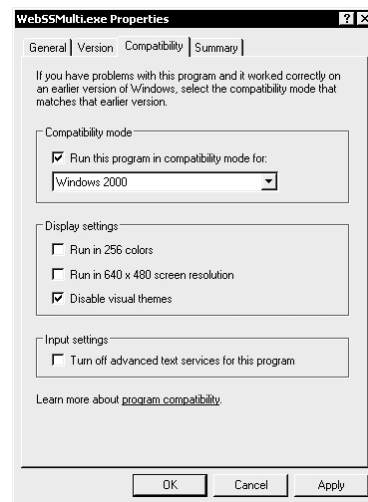 WebSSMulti.exe Properties
General Version Compatibility Summary
If you have problems with this program and it worked correctly on
an earlier version of Windows, select the compatibility mode that
matches that earlier version.
Compatibility mode
Run this program in compatibility mode for:
Windows 2000
Display settings
Run in 256 colors
Run in 640 x 480 screen resolution
Disable visual themes
Input settings
Turn off advanced text services for this program
Learn more about program compatibility.
OK Cancel Apply